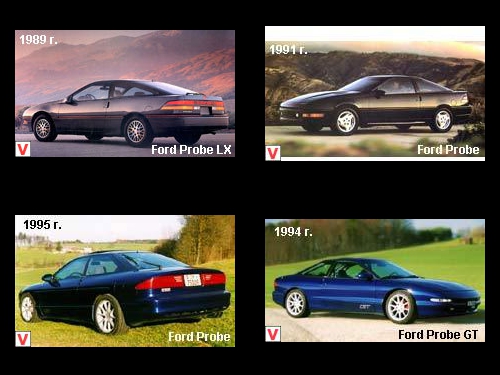 1989 г.
Ford Probe LX
V
1991 г.
Ford Probe
V
1995 г.
Ford Probe
V
1994 г.
Ford Probe GT
V